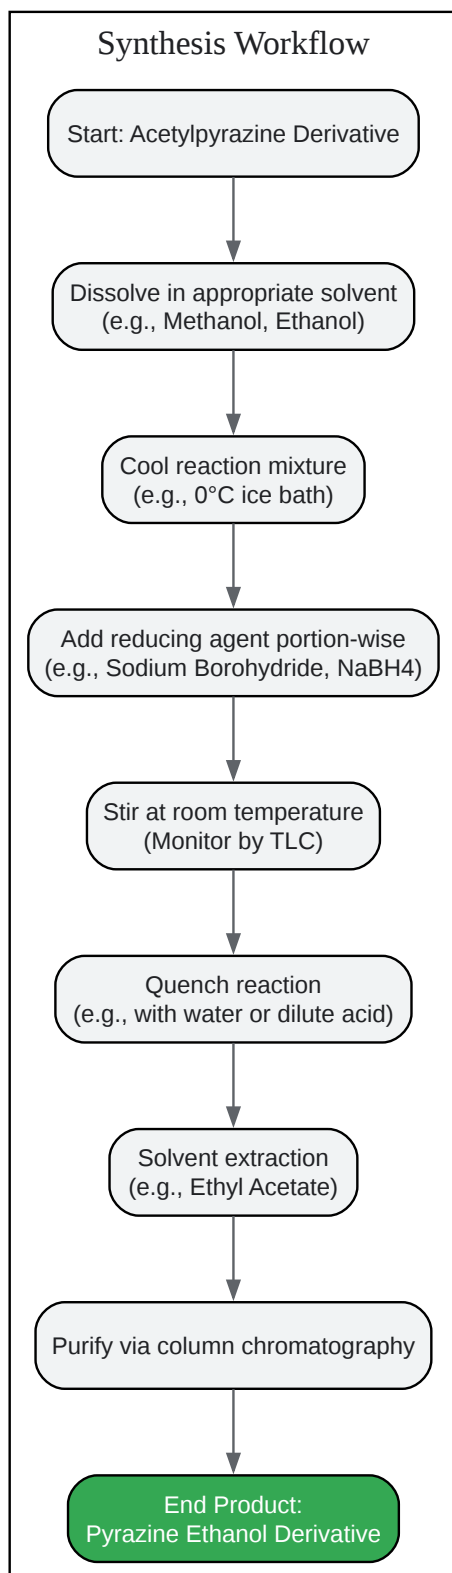 Synthesis Workflow
Start: Acetylpyrazine Derivative
Dissolve in appropriate solvent
(e.g., Methanol, Ethanol)
Cool reaction mixture
(e.g., 0°C ice bath)
Add reducing agent portion-wise
(e.g., Sodium Borohydride, NaBH4)
Stir at room temperature
(Monitor by TLC)
Quench reaction
(e.g., with water or dilute acid)
Solvent extraction
(e.g., Ethyl Acetate)
Purify via column chromatography
End Product:
Pyrazine Ethanol Derivative